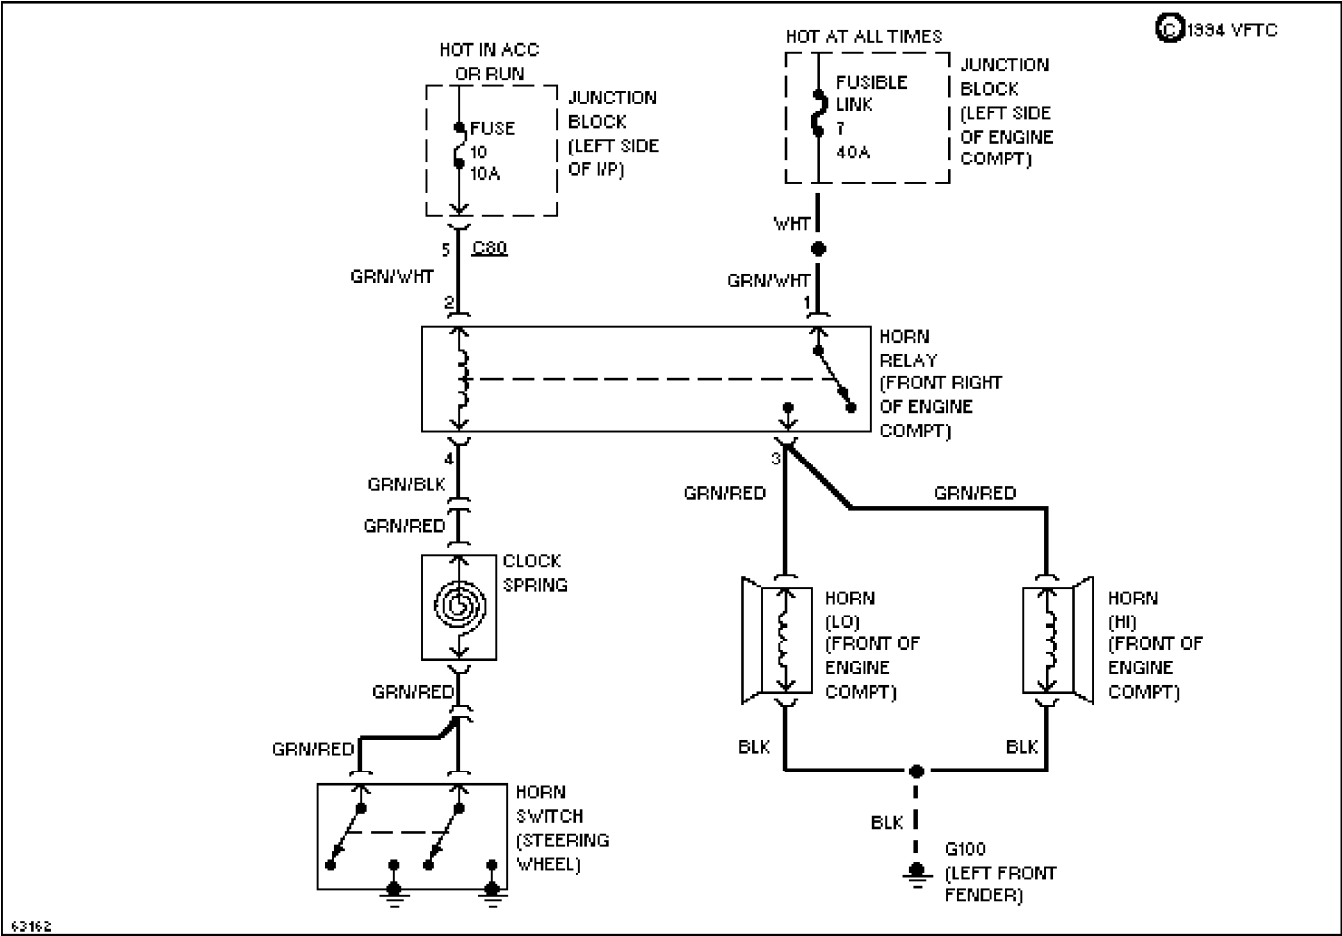 © 1994 VFTC
HOT IN ACC
OR RUN
FUSE
10
10A
JUNCTION
BLOCK
(LEFT SIDE
OF I/P)
HOT AT ALL TIMES
FUSIBLE
LINK
7
40A
JUNCTION
BLOCK
(LEFT SIDE
OF ENGINE
COMPT)
5 C80
GRN/WHT
2
WHT
GRN/WHT
1
HORN
RELAY
(FRONT RIGHT
OF ENGINE
COMPT)
4
GRN/BLK
GRN/RED
3
GRN/RED
GRN/RED
CLOCK
SPRING
HORN
(LO)
(FRONT OF
ENGINE
COMPT)
HORN
(HI)
(FRONT OF
ENGINE
COMPT)
GRN/RED
GRN/RED
BLK
BLK
HORN
SWITCH
(STEERING
WHEEL)
BLK
G100
(LEFT FRONT
FENDER)
63162